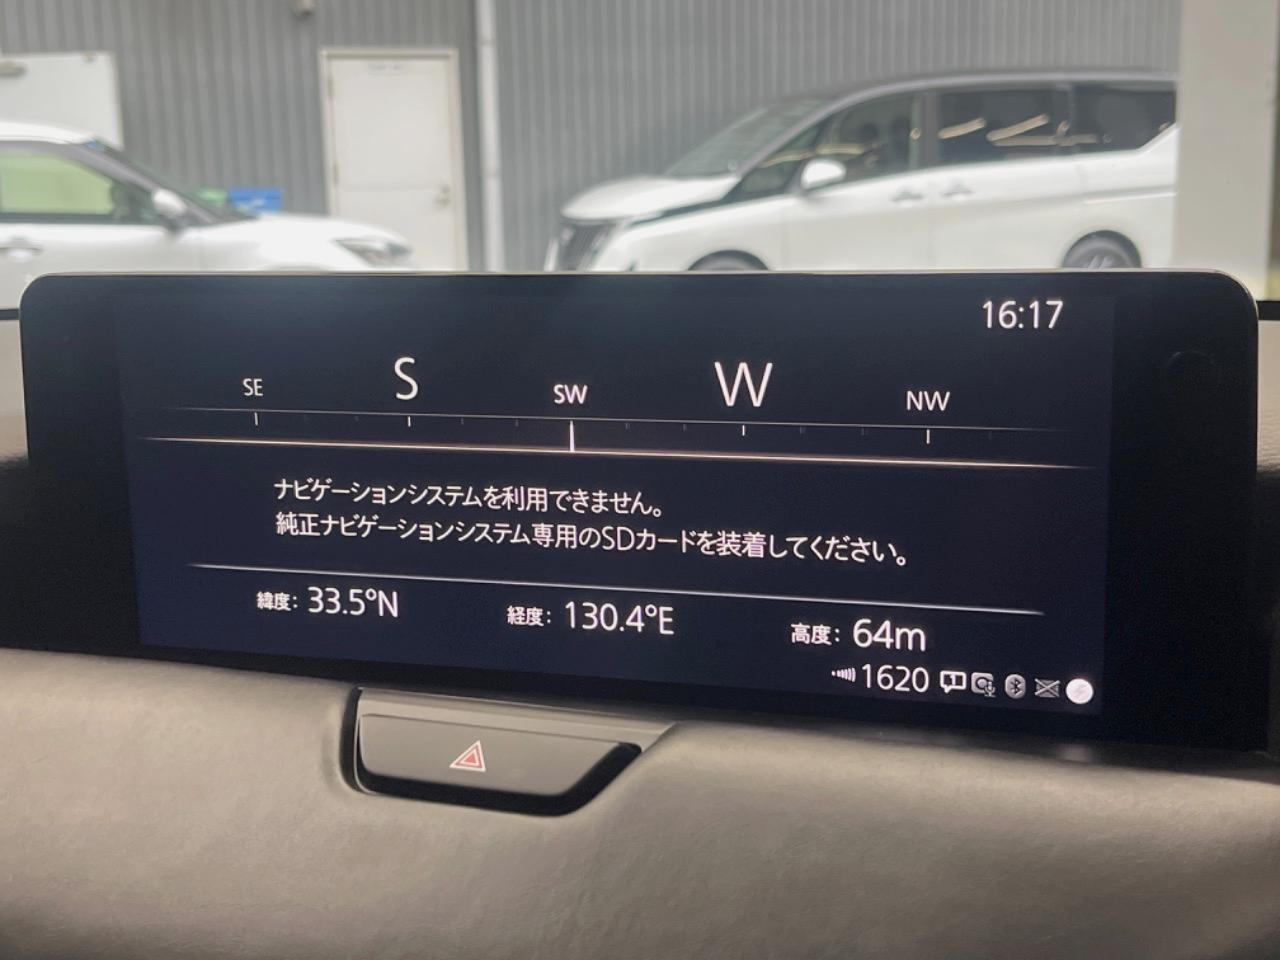 16:17
SE S SW W NW
ナビゲーションシステムを利用できません。
純正ナビゲーションシステム専用のSDカードを装着してください。
緯度: 33.5°N 経度: 130.4°E 高度: 64m
1620